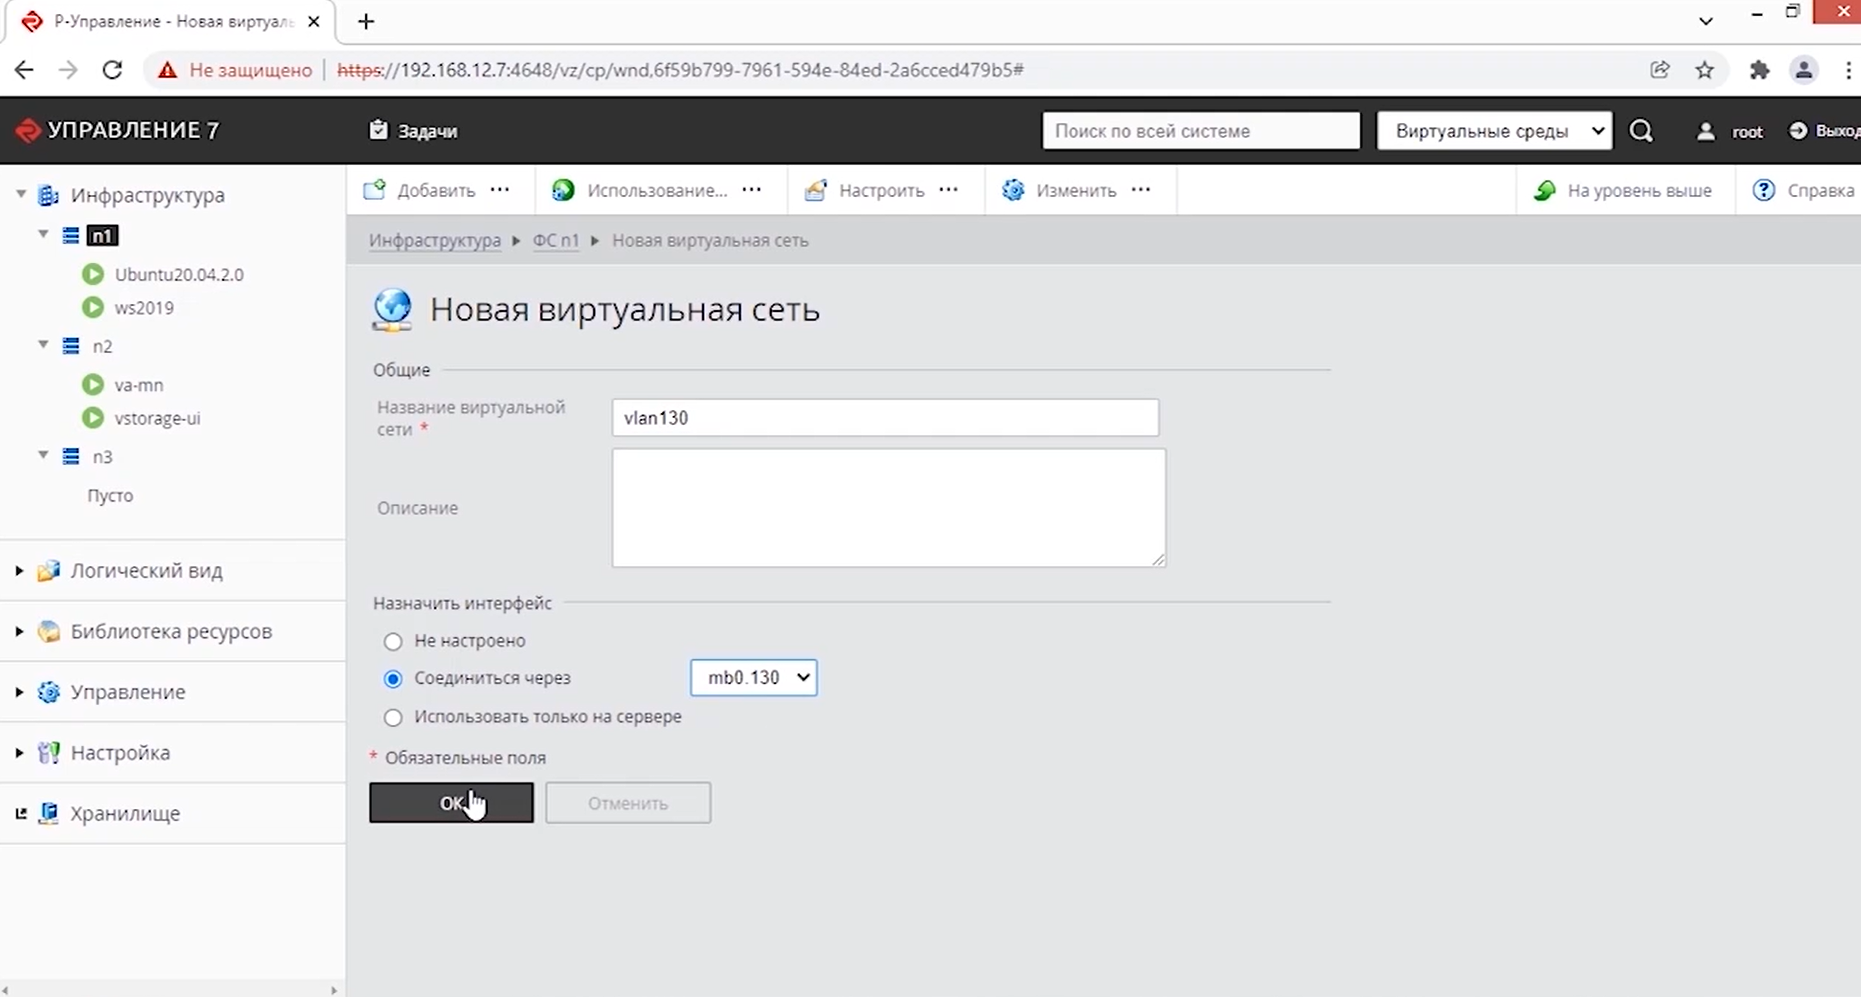 Р-Управление - Новая виртуаль
Не защищено
https://192.168.12.7:4648/vz/cp/wnd,6f59b799-7961-594e-84ed-2a6cced479b5#
УПРАВЛЕНИЕ 7
Задачи
Поиск по всей системе
Виртуальные среды
root
Выход
Добавить ...
Использование... ...
Настроить ...
Изменить ...
На уровень выше
Справка
Инфраструктура
n1
Ubuntu20.04.2.0
ws2019
n2
va-mn
vstorage-ui
n3
Пусто
Логический вид
Библиотека ресурсов
Управление
Настройка
Хранилище
Инфраструктура
ФС n1
Новая виртуальная сеть
Новая виртуальная сеть
Общие
Название виртуальной
сети *
vlan130
Описание
Назначить интерфейс
Не настроено
Соединиться через
mb0.130
Использовать только на сервере
* Обязательные поля
ОК
Отменить